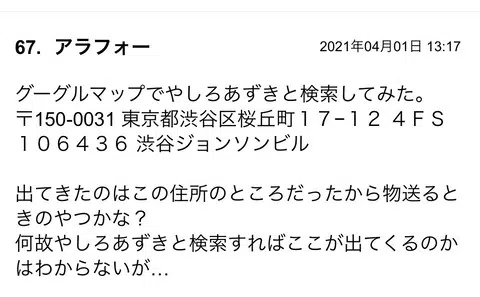 67. アラフォー 2021年04月01日 13:17
グーグルマップでやしろあずきと検索してみた。
〒150-0031 東京都渋谷区桜丘町１７−１２ ４ＦＳ
１０６４３６ 渋谷ジョンソンビル
出てきたのはこの住所のところだったから物送ると
きのやつかな？
何故やしろあずきと検索すればここが出てくるのか
はわからないが…